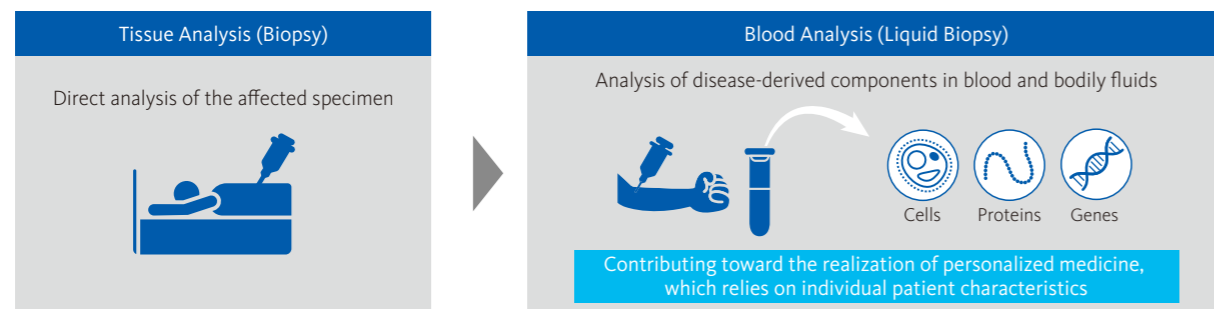 Tissue Analysis (Biopsy)
Direct analysis of the affected specimen
Blood Analysis (Liquid Biopsy)
Analysis of disease-derived components in blood and bodily fluids
Cells
Proteins
Genes
Contributing toward the realization of personalized medicine,
which relies on individual patient characteristics